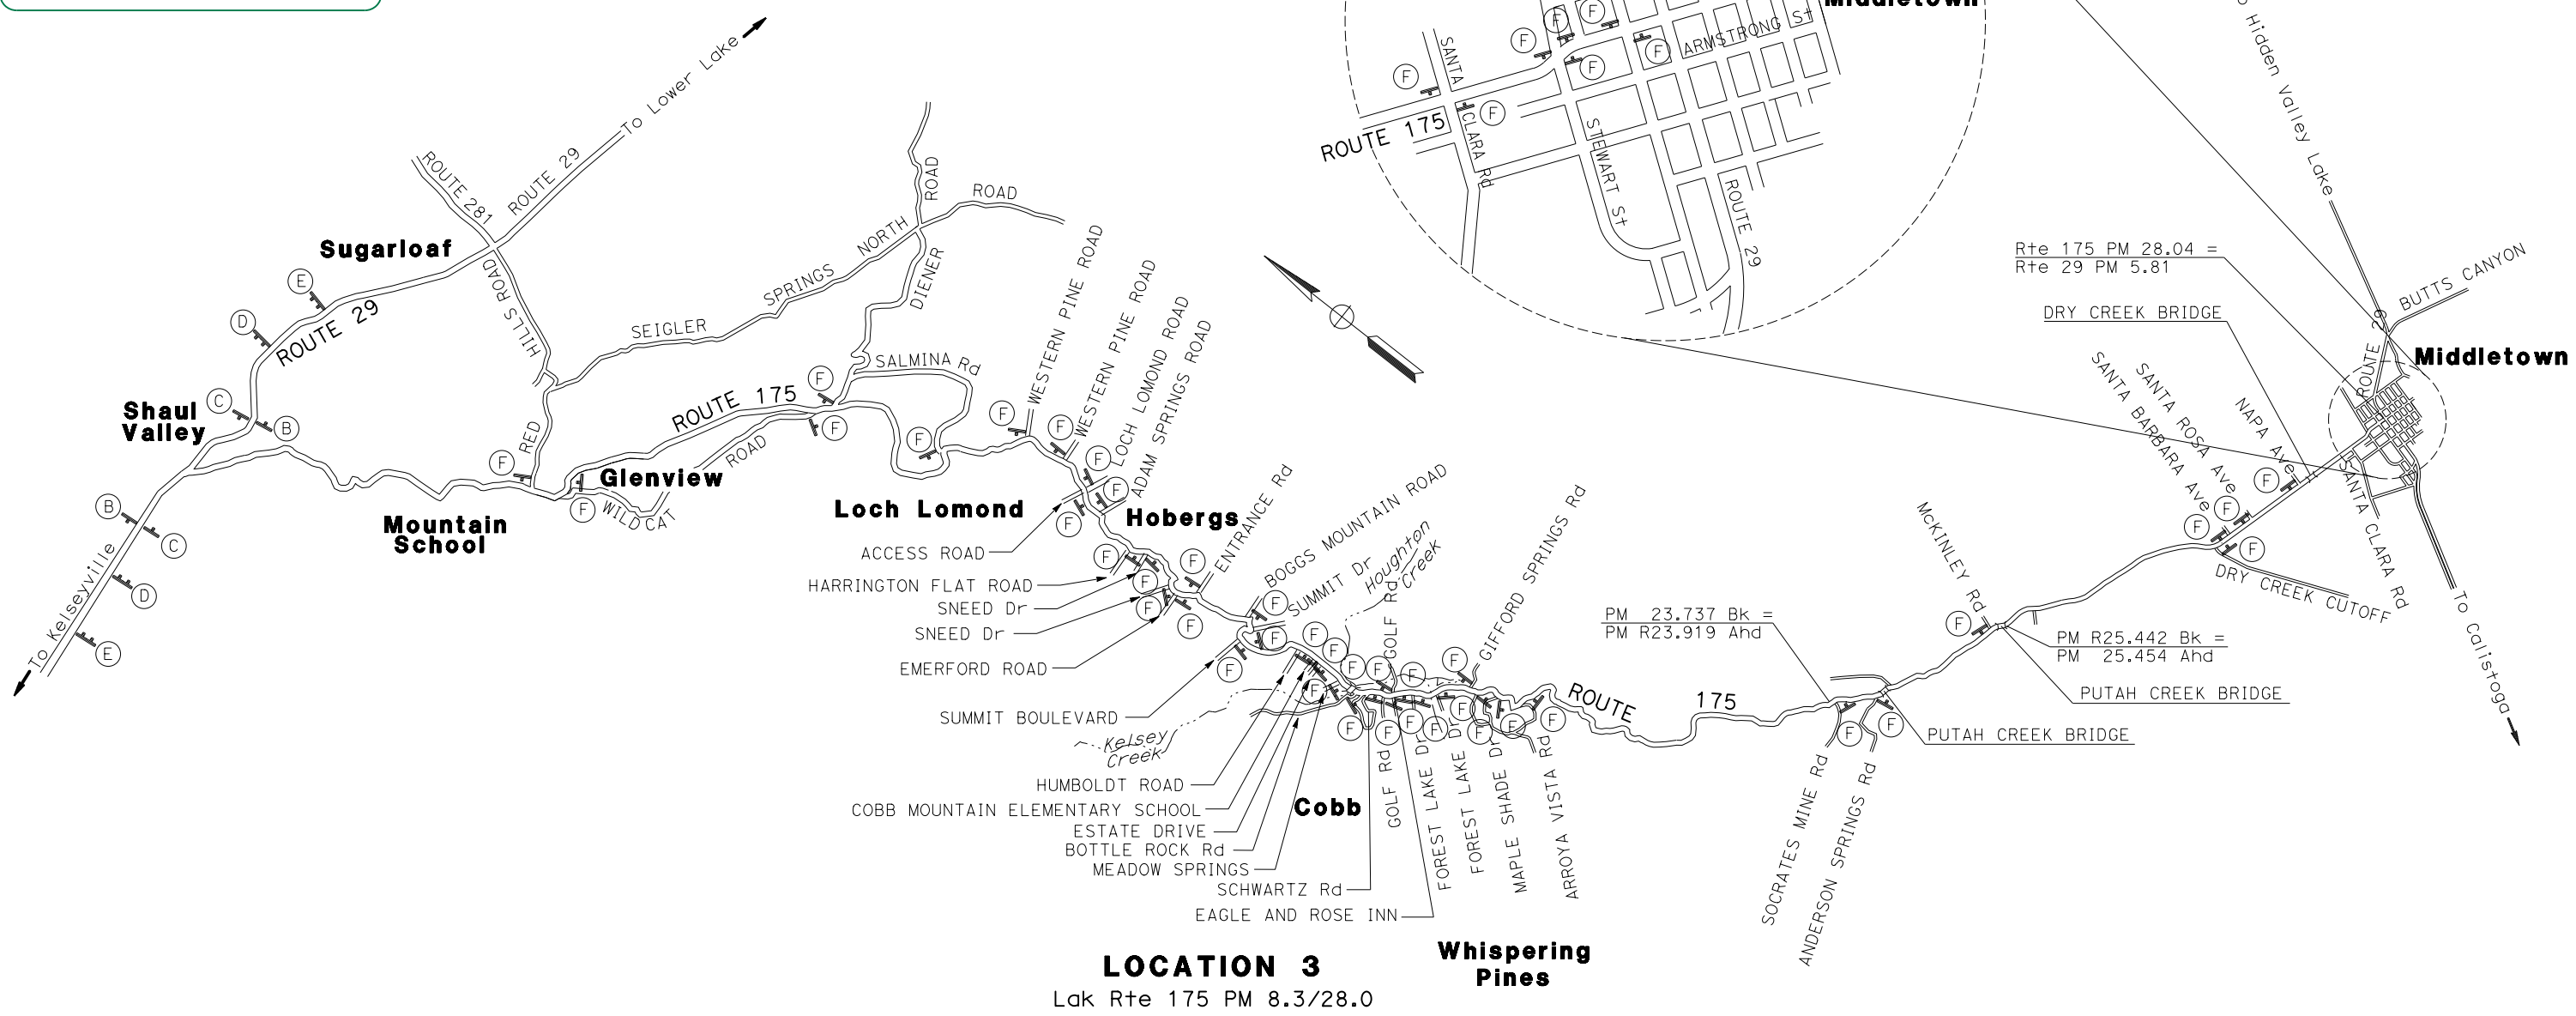 Middletown
ARMSTRONG St
SANTA
CLARA Rd
ROUTE 175
STEWART St
ROUTE 29
F
F
F
F
F
F
F
To Lower Lake
ROUTE 29
ROUTE 281
Sugarloaf
E
D
ROUTE 29
C
B
Shaul
Valley
B
C
D
E
To Kelseyville
RED
HILLS ROAD
SEIGLER
SPRINGS
NORTH
ROAD
ROAD
DIENER
SALMINA Rd
ROUTE 175
F
F
F
F
F
Glenview
WILDCAT
ROAD
Mountain
School
Loch Lomond
WESTERN PINE ROAD
WESTERN PINE ROAD
LOCH LOMOND ROAD
ADAM SPRINGS ROAD
F
F
F
F
F
Hobergs
ACCESS ROAD
HARRINGTON FLAT ROAD
SNEED Dr
SNEED Dr
EMERFORD ROAD
SUMMIT BOULEVARD
F
F
F
F
F
ENTRANCE Rd
BOGGS MOUNTAIN ROAD
SUMMIT Dr
Houghton
Creek
F
F
F
F
F
F
F
F
F
F
GOLF Rd
GIFFORD SPRINGS Rd
Kelsey
Creek
HUMBOLDT ROAD
COBB MOUNTAIN ELEMENTARY SCHOOL
ESTATE DRIVE
BOTTLE ROCK Rd
MEADOW SPRINGS
SCHWARTZ Rd
EAGLE AND ROSE INN
Cobb
F
F
F
F
F
F
F
F
GOLF Rd
FOREST LAKE Dr
FOREST LAKE Dr
MAPLE SHADE Dr
ARROYA VISTA Rd
Whispering
Pines
ROUTE
175
PM 23.737 Bk =
PM R23.919 Ahd
F
F
SOCRATES MINE Rd
ANDERSON SPRINGS Rd
PUTAH CREEK BRIDGE
PUTAH CREEK BRIDGE
PM R25.442 Bk =
PM 25.454 Ahd
McKINLEY Rd
F
F
F
F
F
DRY CREEK CUTOFF
SANTA BARBARA Ave
SANTA ROSA Ave
NAPA Ave
DRY CREEK BRIDGE
Rte 175 PM 28.04 =
Rte 29 PM 5.81
Hidden Valley Lake
BUTTS CANYON
ROUTE 29
Middletown
SANTA CLARA Rd
To Calistoga
LOCATION 3
Lak Rte 175 PM 8.3/28.0